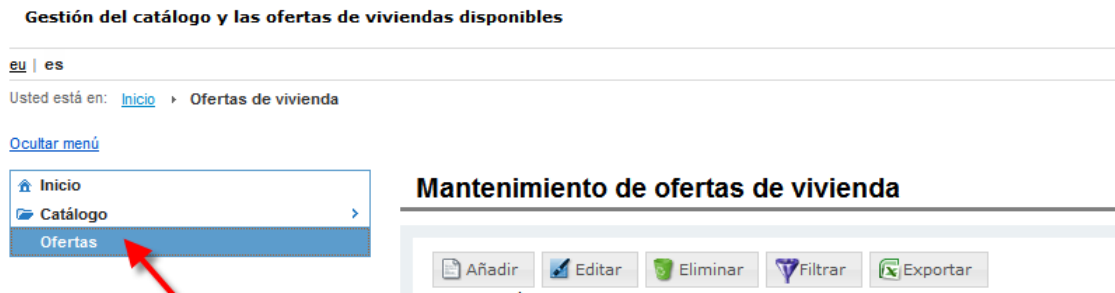 Gestión del catálogo y las ofertas de viviendas disponibles
eu | es
Usted está en: Inicio ▸ Ofertas de vivienda
Ocultar menú
Inicio
Catálogo
Ofertas
Mantenimiento de ofertas de vivienda
Añadir Editar Eliminar Filtrar Exportar